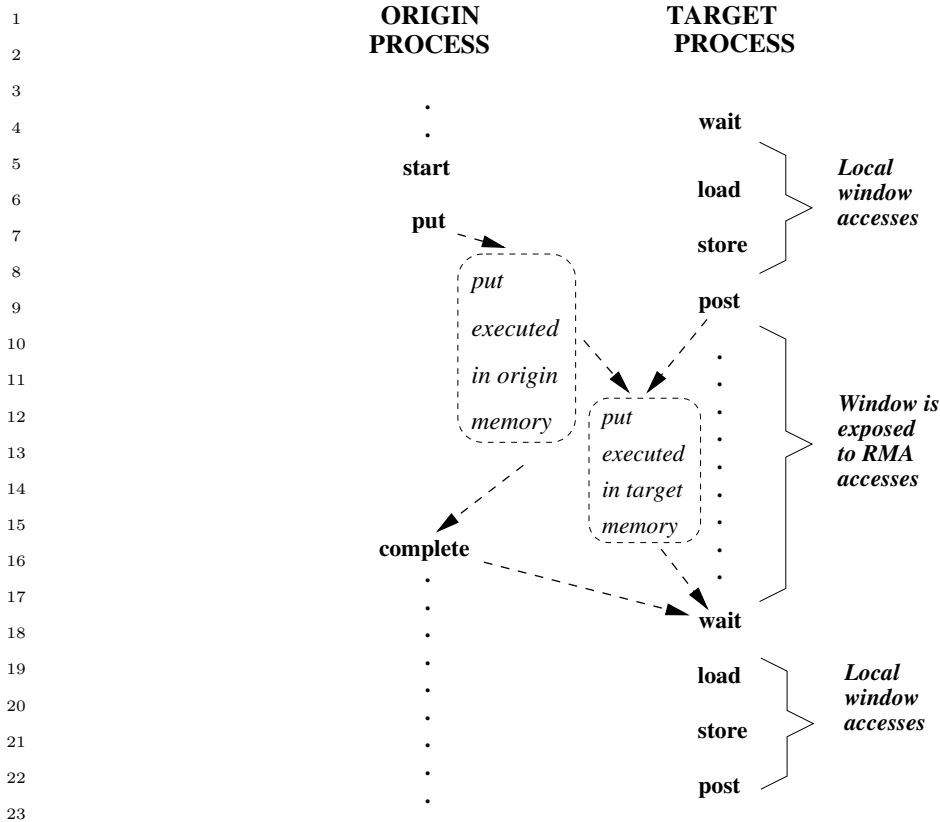 1
2
3
4
5
6
7
8
9
10
11
12
13
14
15
16
17
18
19
20
21
22
23
ORIGIN
PROCESS
start
put
put
executed
in origin
memory
complete
TARGET
PROCESS
wait
load
store
post
put
executed
in target
memory
wait
load
store
post
Local
window
accesses
Window is
exposed
to RMA
accesses
Local
window
accesses